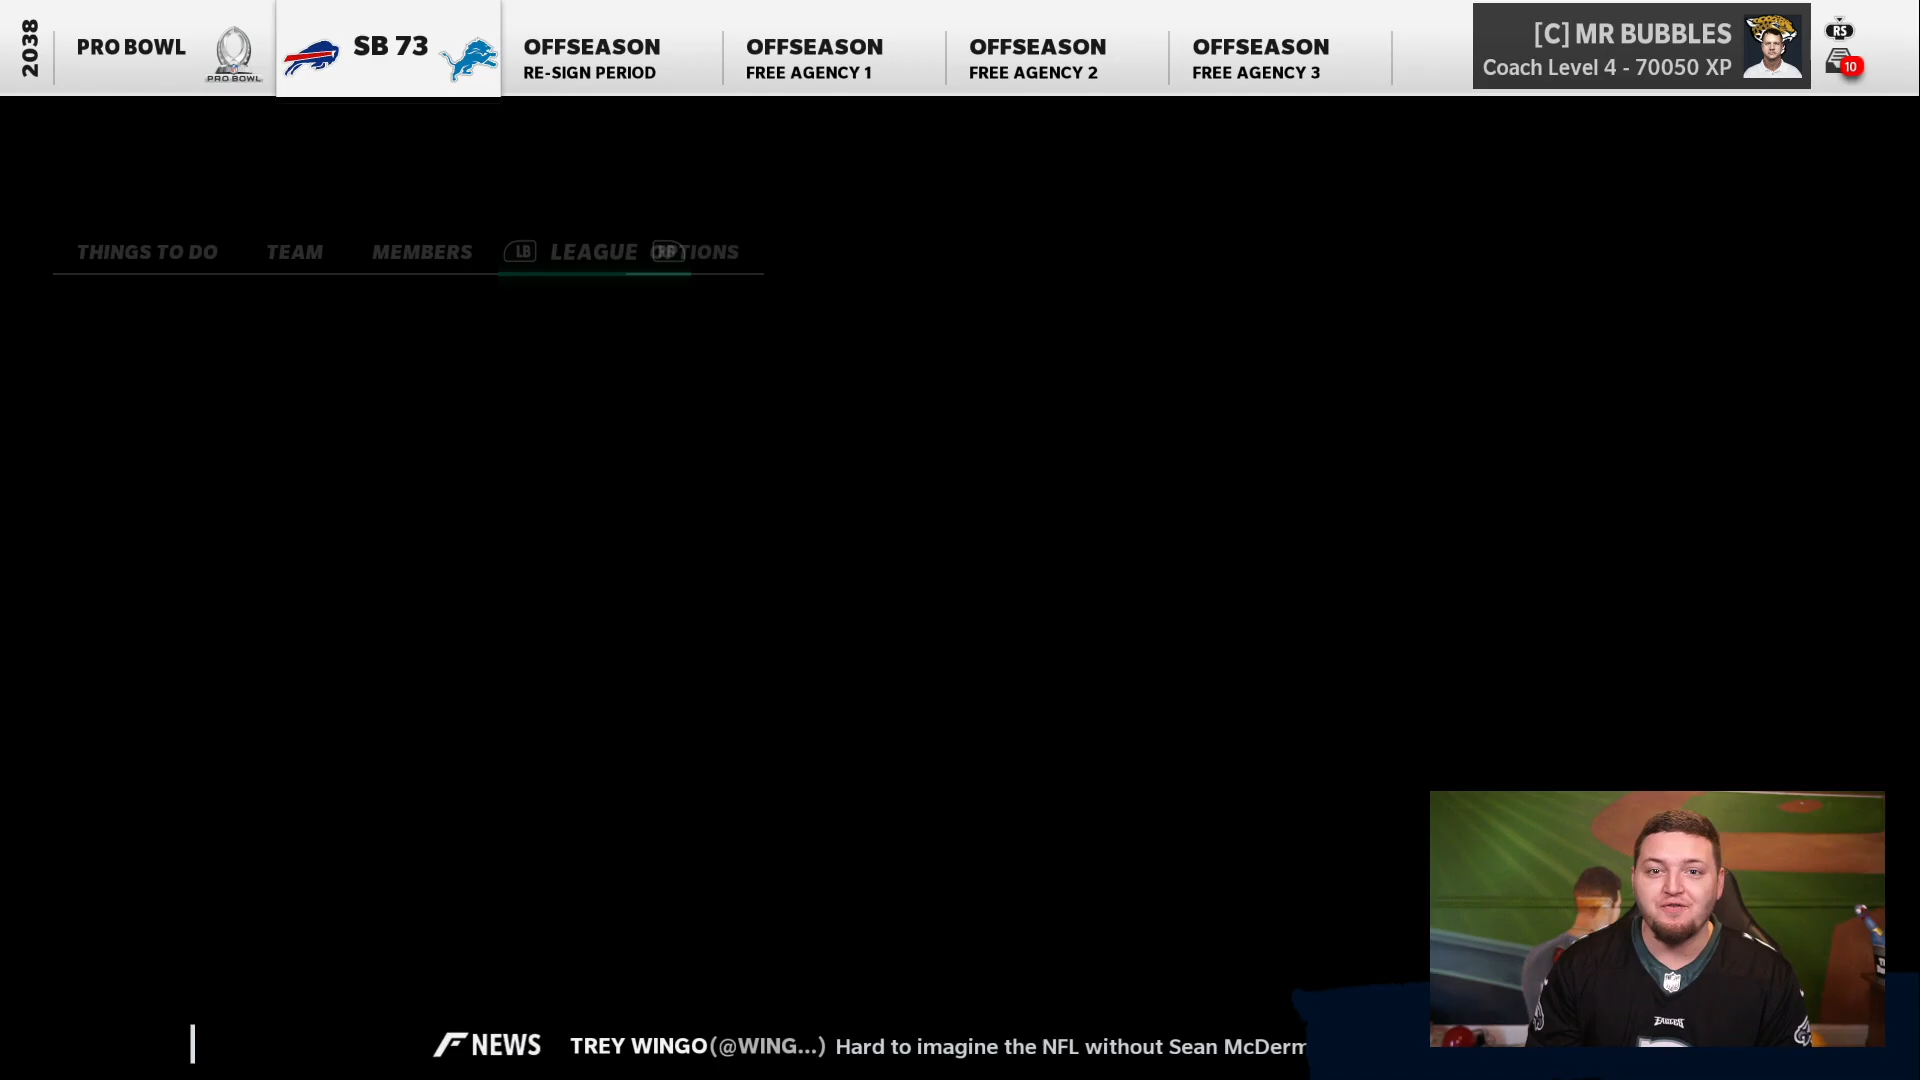 2038
PRO BOWL
PRO BOWL
SB 73
OFFSEASON
RE-SIGN PERIOD
OFFSEASON
FREE AGENCY 1
OFFSEASON
FREE AGENCY 2
OFFSEASON
FREE AGENCY 3
[C] MR BUBBLES
Coach Level 4 - 70050 XP
RS
10
THINGS TO DO
TEAM
MEMBERS
LB
LEAGUE
RB
NEWS
TREY WINGO (@WING...) Hard to imagine the NFL without Sean McDerm
EAGLES